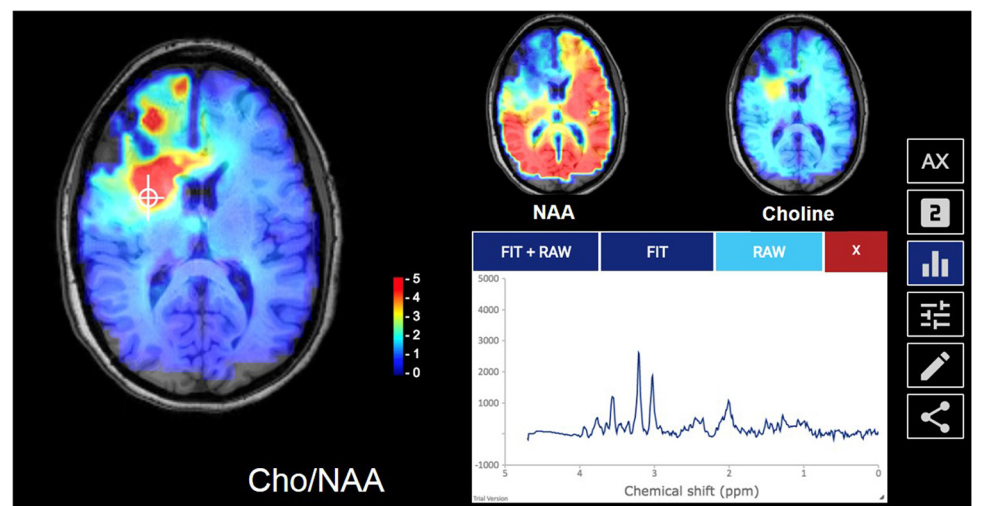 NAA
Choline
AX
2
FIT + RAW
FIT
RAW
X
5000
4000
3000
2000
1000
-1000
5
4
3
2
1
0
Chemical shift (ppm)
Trial Version
- 5
- 4
- 3
- 2
- 1
- 0
Cho/NAA